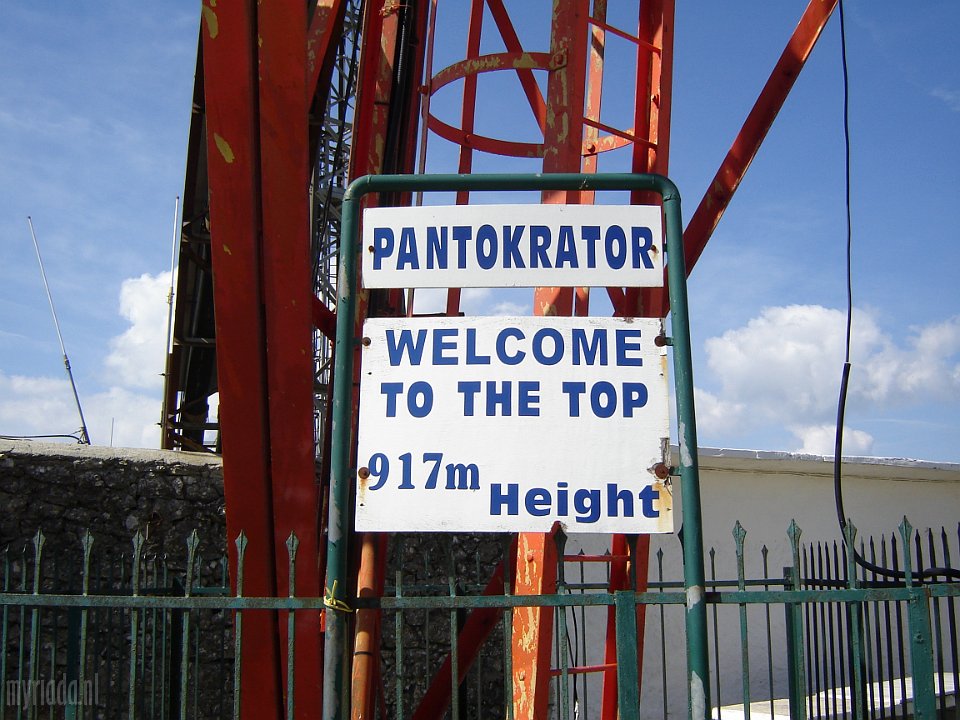 PANTOKRATOR
WELCOME
TO THE TOP
917m Height
myriada.nl